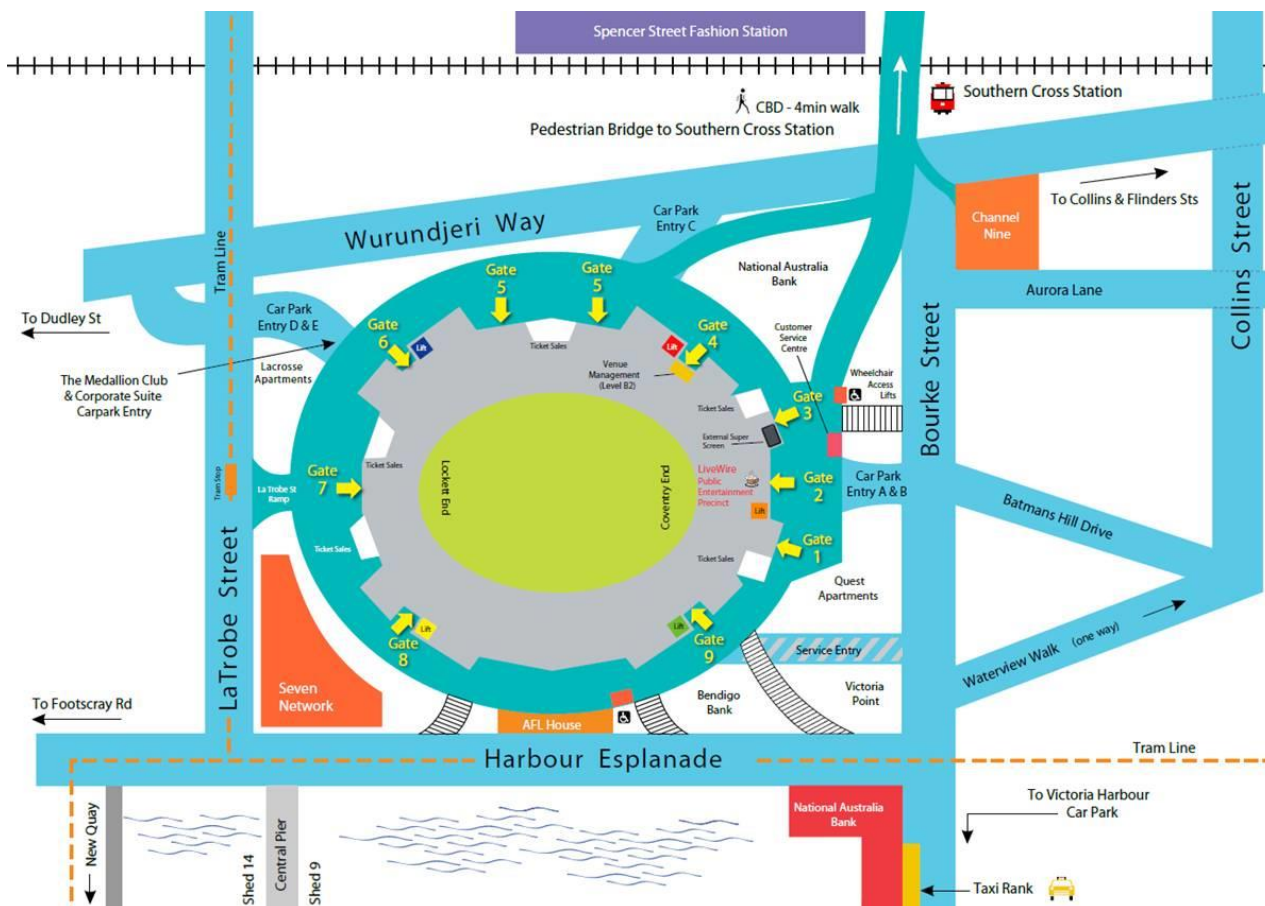 Spencer Street Fashion Station
Southern Cross Station
CBD - 4min walk
Pedestrian Bridge to Southern Cross Station
To Collins & Flinders Sts
Channel
Nine
Collins Street
Tram Line
Wurundjeri Way
Car Park
Entry C
National Australia
Bank
Aurora Lane
To Dudley St
Car Park
Entry D & E
The Medallion Club
& Corporate Suite
Carpark Entry
Lacrosse
Apartments
Gate
5
Gate
5
Gate
6
Lift
Ticket Sales
Lift
Gate
4
Venue
Management
(Level B2)
Customer
Service
Centre
Wheelchair
Access
Lifts
Bourke Street
Ticket Sales
Gate
3
External Super
Screen
Tram Stop
La Trobe St
Ramp
Gate
7
Ticket Sales
Lockett End
Coventry End
LiveWire
Public
Entertainment
Precinct
Gate
2
Lift
Car Park
Entry A & B
Batmans Hill Drive
Gate
1
Ticket Sales
Ticket Sales
Quest
Apartments
LaTrobe Street
Lift
Gate
8
Lift
Gate
9
Service Entry
Waterview Walk (one way)
Seven
Network
Bendigo
Bank
Victoria
Point
To Footscray Rd
AFL House
Harbour Esplanade
Tram Line
New Quay
Shed 14
Central Pier
Shed 9
National Australia
Bank
To Victoria Harbour
Car Park
Taxi Rank